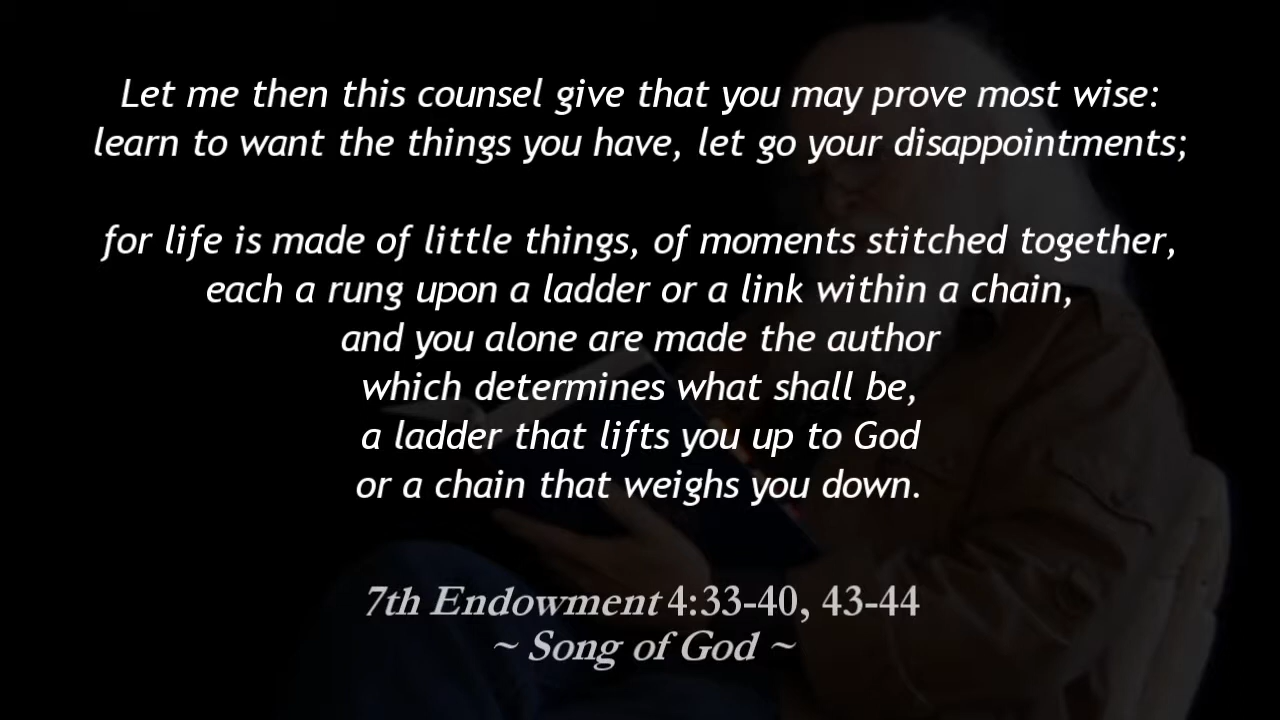 Let me then this counsel give that you may prove most wise:
learn to want the things you have, let go your disappointments;
for life is made of little things, of moments stitched together,
each a rung upon a ladder or a link within a chain,
and you alone are made the author
which determines what shall be,
a ladder that lifts you up to God
or a chain that weighs you down.
7th Endowment 4:33-40, 43-44
~ Song of God ~